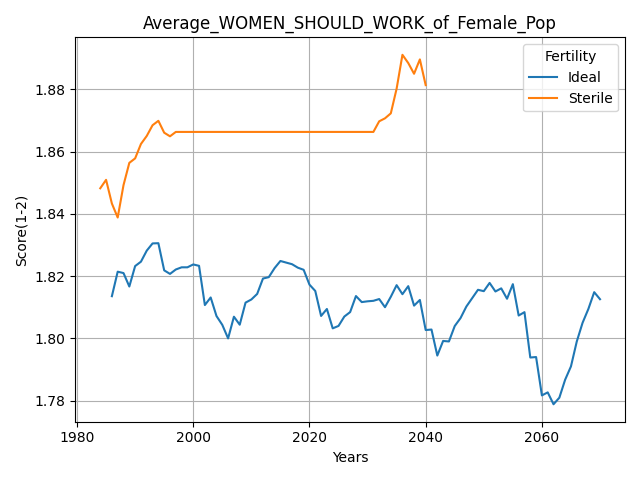 Average_WOMEN_SHOULD_WORK_of_Female_Pop
Fertility
Ideal
Sterile
Score(1-2)
1.88
1.86
1.84
1.82
1.80
1.78
1980
2000
2020
2040
2060
Years